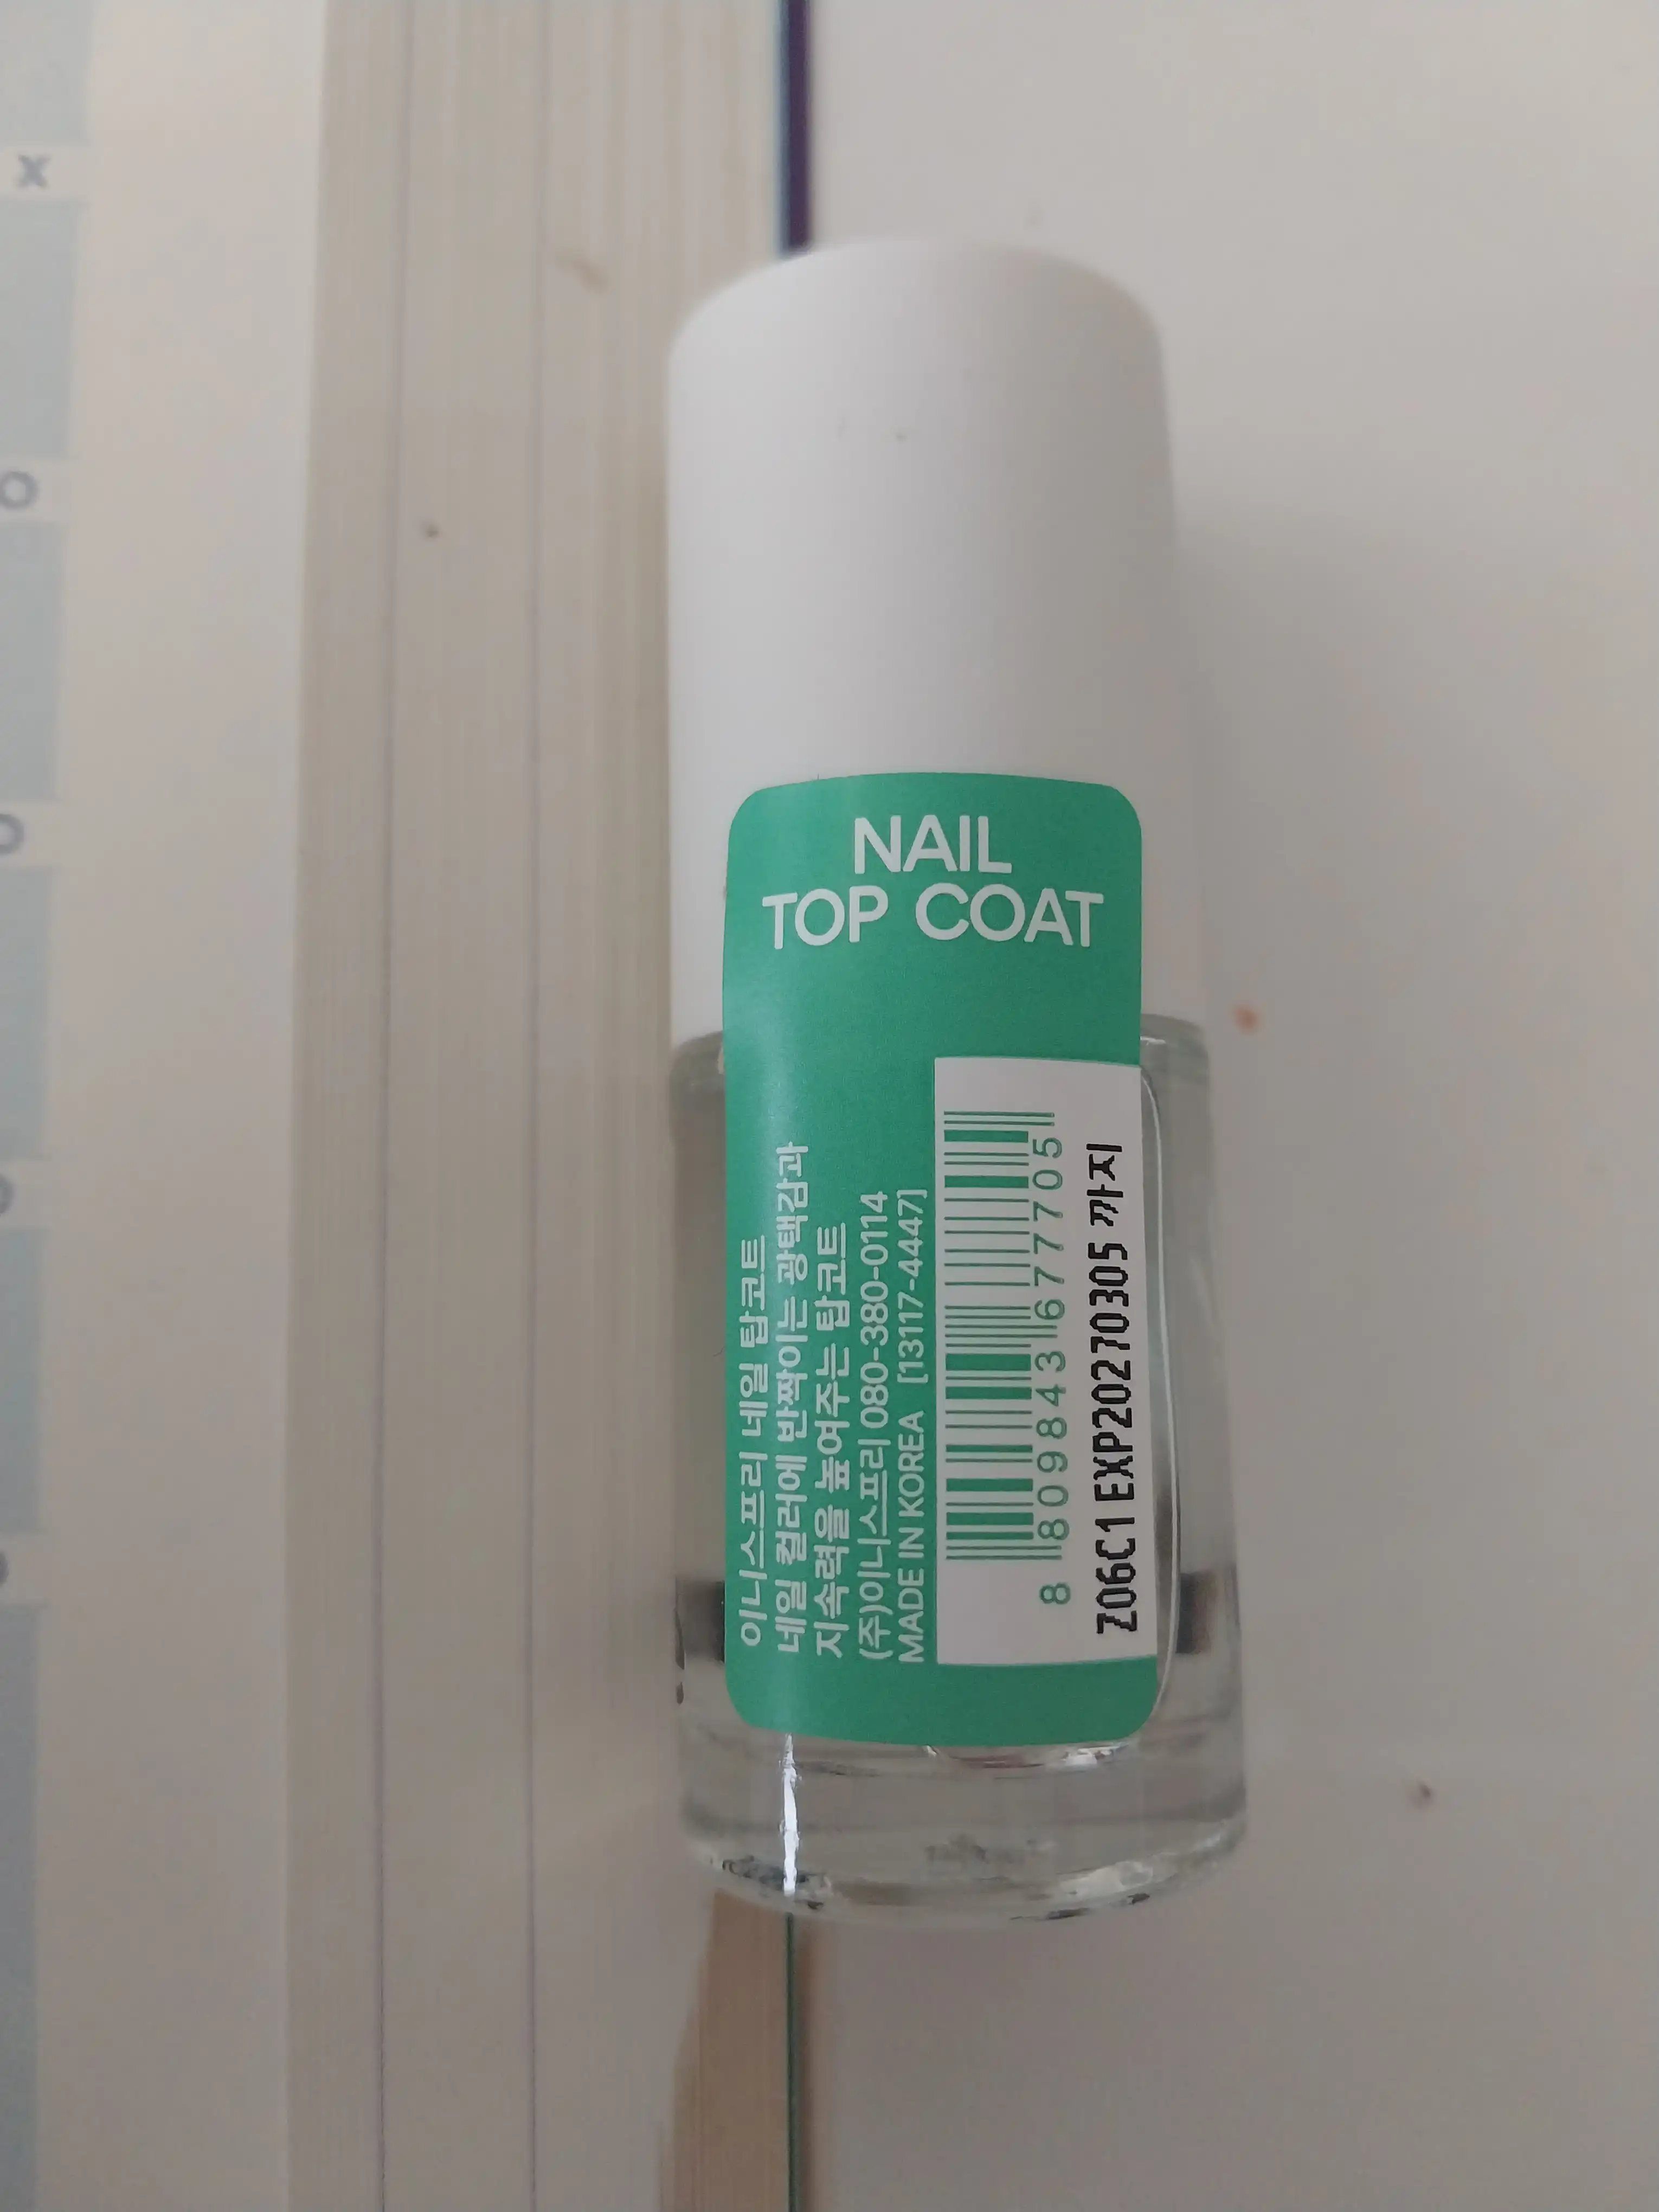 NAIL
TOP COAT
이니스프리 네일 탑코트
네일 컬러에 반짝이는 광택감과
지속력을 높여주는 탑코트
(주)이니스프리 080-380-0114
MADE IN KOREA [13117-4447]
8 809843 677705
Z06C1 EXP20270305 까지
X
O